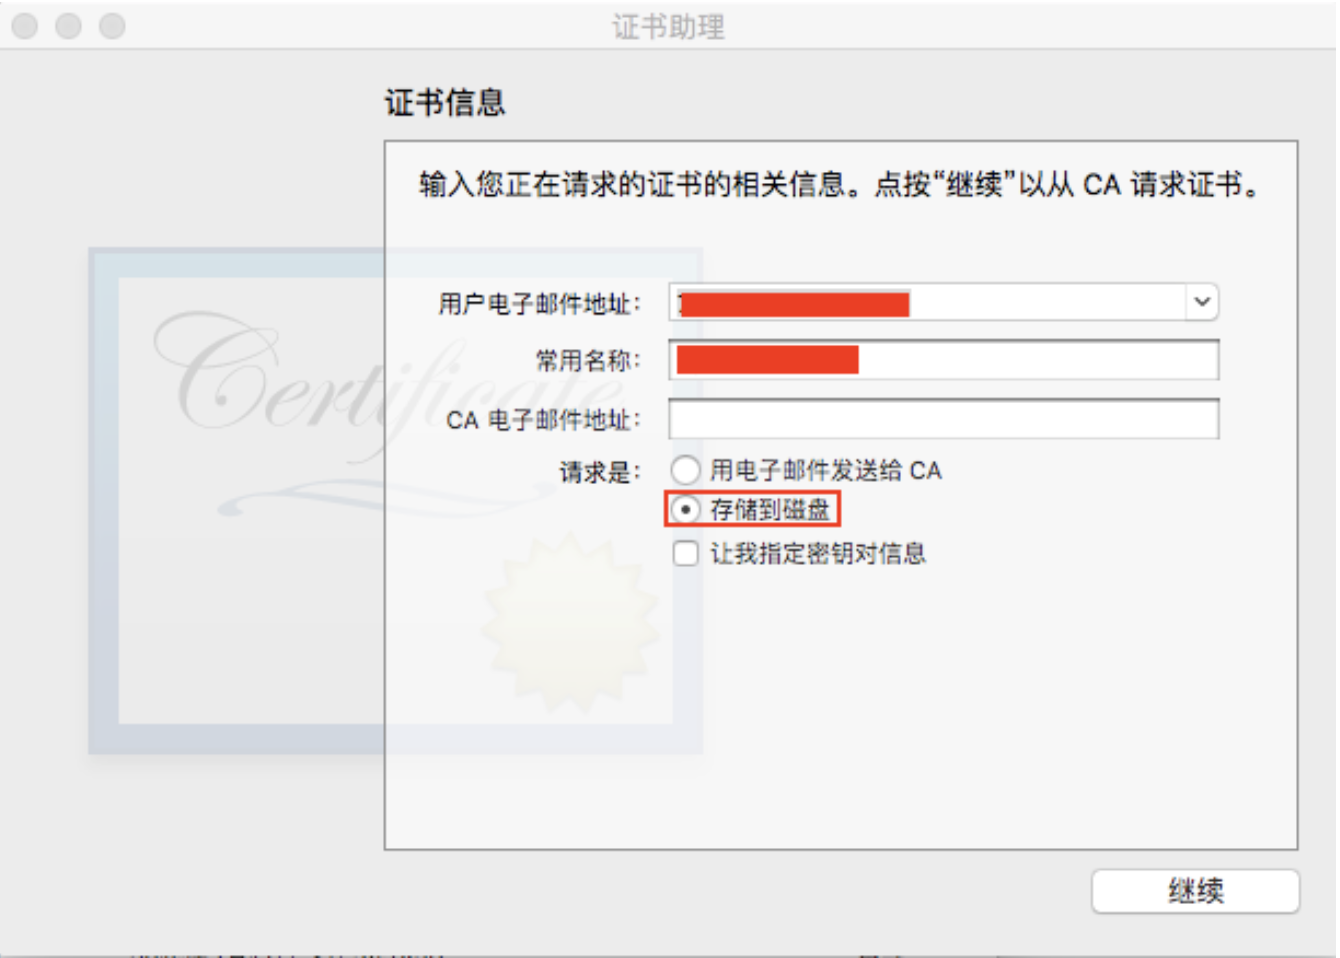 证书助理
证书信息
输入您正在请求的证书的相关信息。点按“继续”以从 CA 请求证书。
Certificate
用户电子邮件地址：
常用名称：
CA 电子邮件地址：
请求是：
用电子邮件发送给 CA
存储到磁盘
让我指定密钥对信息
继续